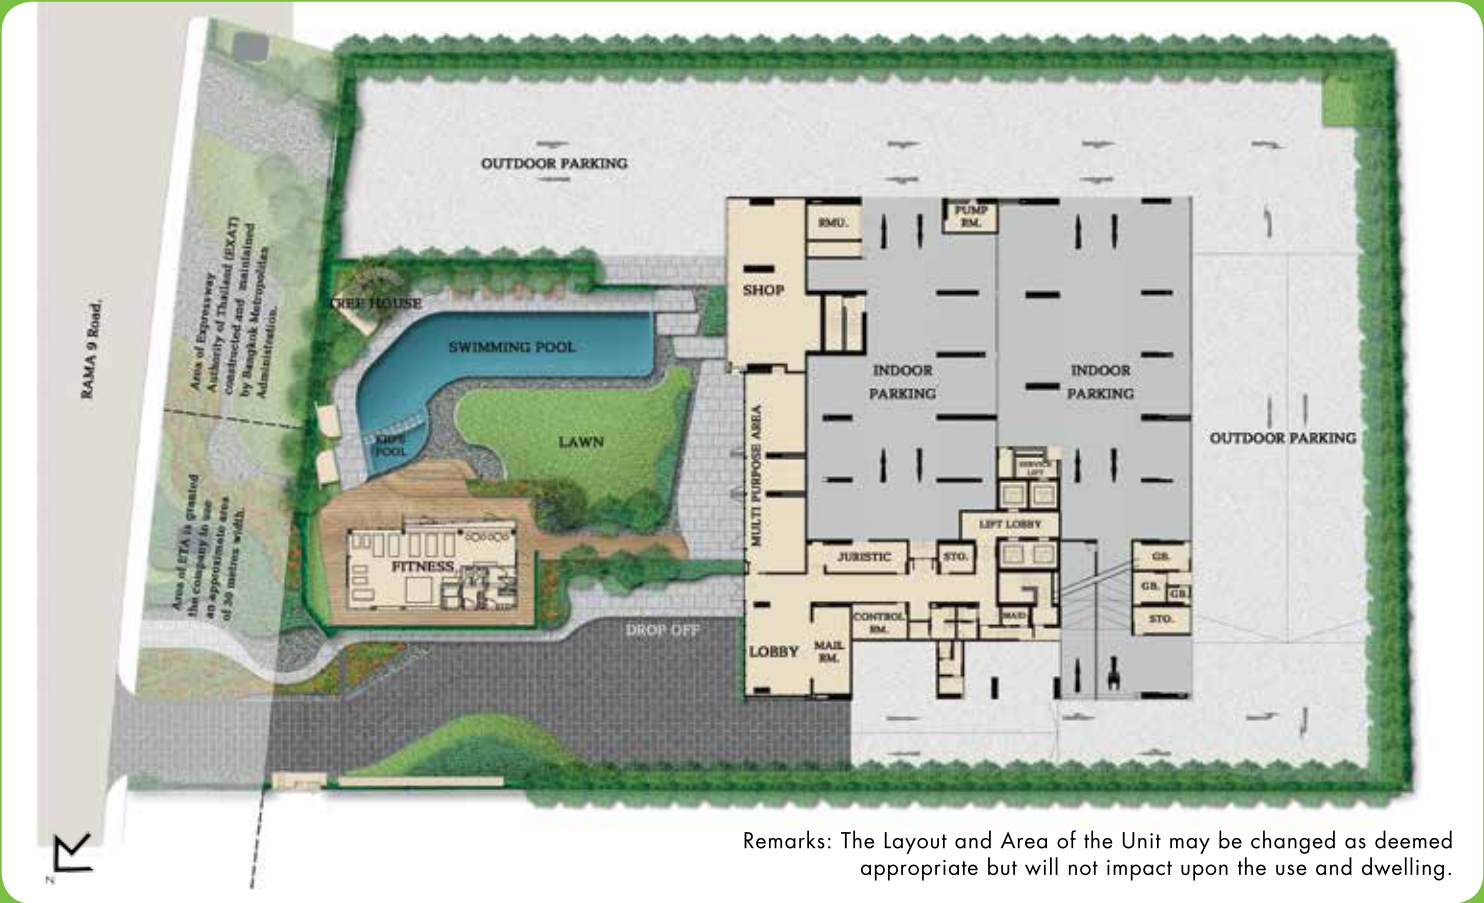 OUTDOOR PARKING
RMU.
PUMP
RM.
SHOP
TREE HOUSE
SWIMMING POOL
RAMA 9 Road.
Area of Expressway
Authority of Thailand (EXAT)
constructed and maintained
by Bangkok Metropolitan
Administration.
INDOOR
PARKING
INDOOR
PARKING
OUTDOOR PARKING
KID'S
POOL
LAWN
MULTI PURPOSE AREA
SERVICE
LIFT
LIFT LOBBY
Area of ETA is granted
the company to use
an approximate area
of 30 metres width.
FITNESS
JURISTIC
STO.
GB.
GB.
GB.
STO.
CONTROL
RM.
MAID
DROP OFF
LOBBY
MAIL
RM.
N
Remarks: The Layout and Area of the Unit may be changed as deemed
appropriate but will not impact upon the use and dwelling.